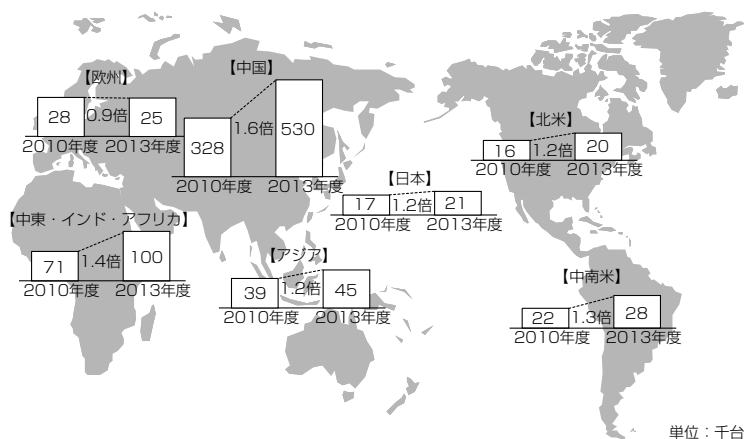 【欧州】
28
0.9倍
25
2010年度
2013年度
【中国】
328
1.6倍
530
2010年度
2013年度
【北米】
16
1.2倍
20
2010年度
2013年度
【日本】
17
1.2倍
21
2010年度
2013年度
【中東・インド・アフリカ】
71
1.4倍
100
2010年度
2013年度
【アジア】
39
1.2倍
45
2010年度
2013年度
【中南米】
22
1.3倍
28
2010年度
2013年度
単位：千台